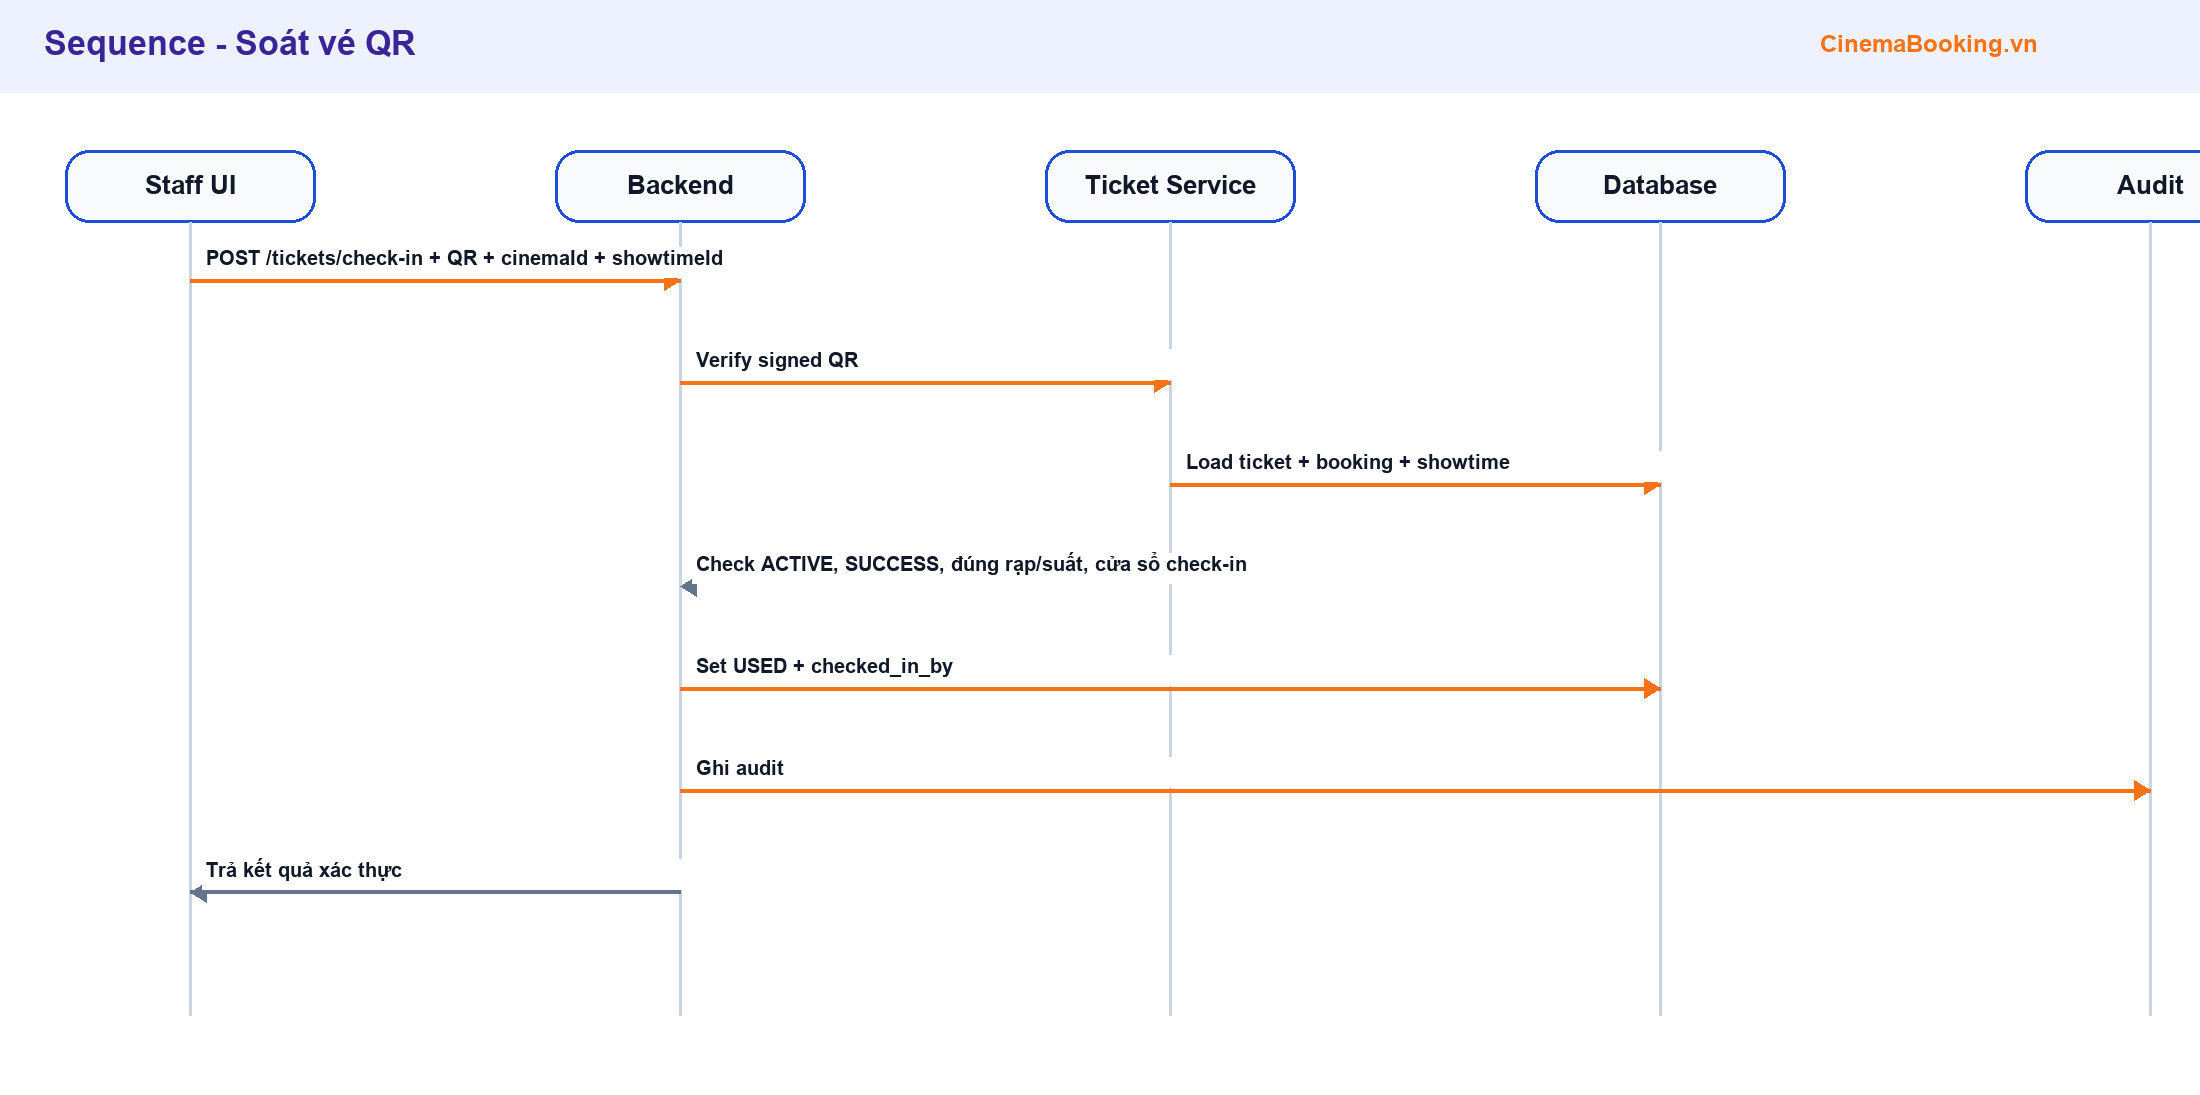 Sequence - Soát vé QR
CinemaBooking.vn
Staff UI
Backend
Ticket Service
Database
Audit
POST /tickets/check-in + QR + cinemaId + showtimeId
Verify signed QR
Load ticket + booking + showtime
Check ACTIVE, SUCCESS, đúng rạp/suất, cửa sổ check-in
Set USED + checked_in_by
Ghi audit
Trả kết quả xác thực